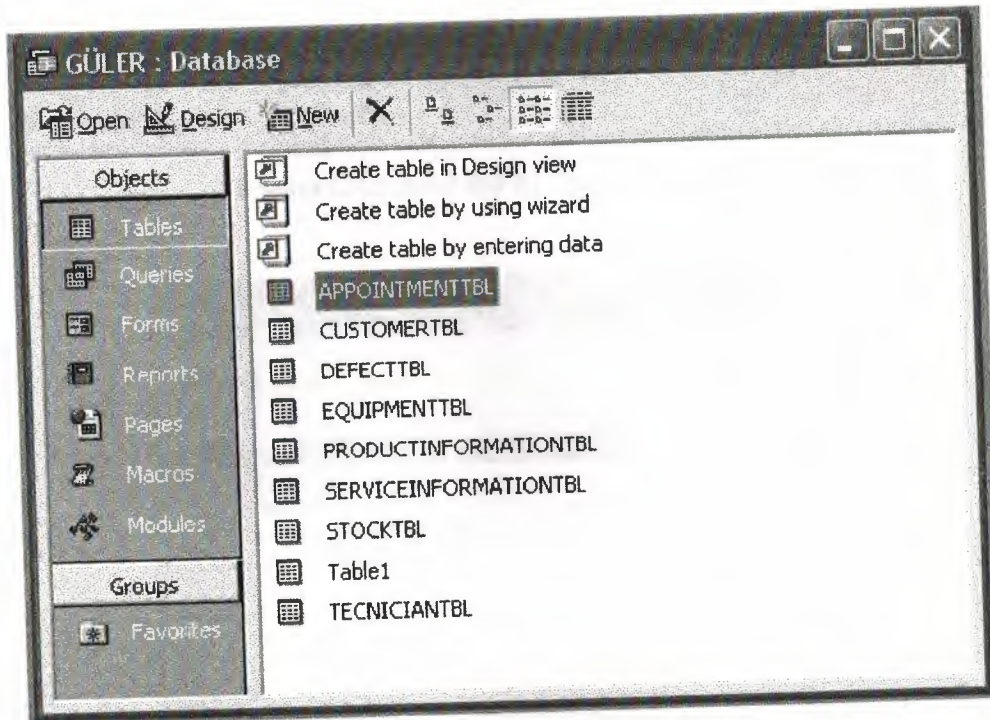 GÜLER : Database
Open Design New
Objects
Tables
Queries
Forms
Reports
Pages
Macros
Modules
Groups
Favorites
Create table in Design view
Create table by using wizard
Create table by entering data
APPOINTMENTTBL
CUSTOMERTBL
DEFECTTBL
EQUIPMENTTBL
PRODUCTINFORMATIONTBL
SERVICEINFORMATIONTBL
STOCKTBL
Table1
TECNICIANTBL